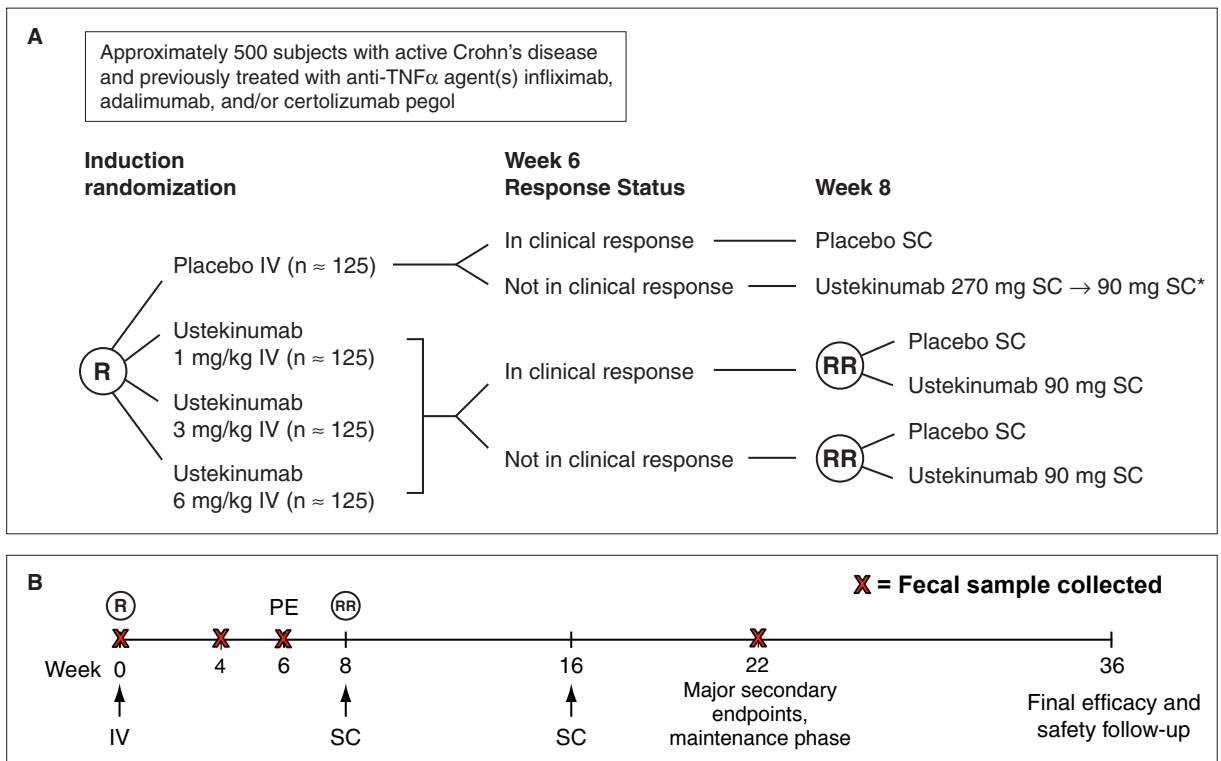 A
Approximately 500 subjects with active Crohn's disease
and previously treated with anti-TNFα agent(s) infliximab,
adalimumab, and/or certolizumab pegol
Induction
randomization
Week 6
Response Status
Week 8
R
Placebo IV (n ≈ 125)
In clinical response
Placebo SC
Not in clinical response
Ustekinumab 270 mg SC → 90 mg SC*
Ustekinumab
1 mg/kg IV (n ≈ 125)
Ustekinumab
3 mg/kg IV (n ≈ 125)
Ustekinumab
6 mg/kg IV (n ≈ 125)
In clinical response
RR
Placebo SC
Ustekinumab 90 mg SC
Not in clinical response
RR
Placebo SC
Ustekinumab 90 mg SC
B
X = Fecal sample collected
R
PE
RR
X X X X
Week 0 4 6 8 16 22 36
IV
SC
SC
Major secondary
endpoints,
maintenance phase
Final efficacy and
safety follow-up